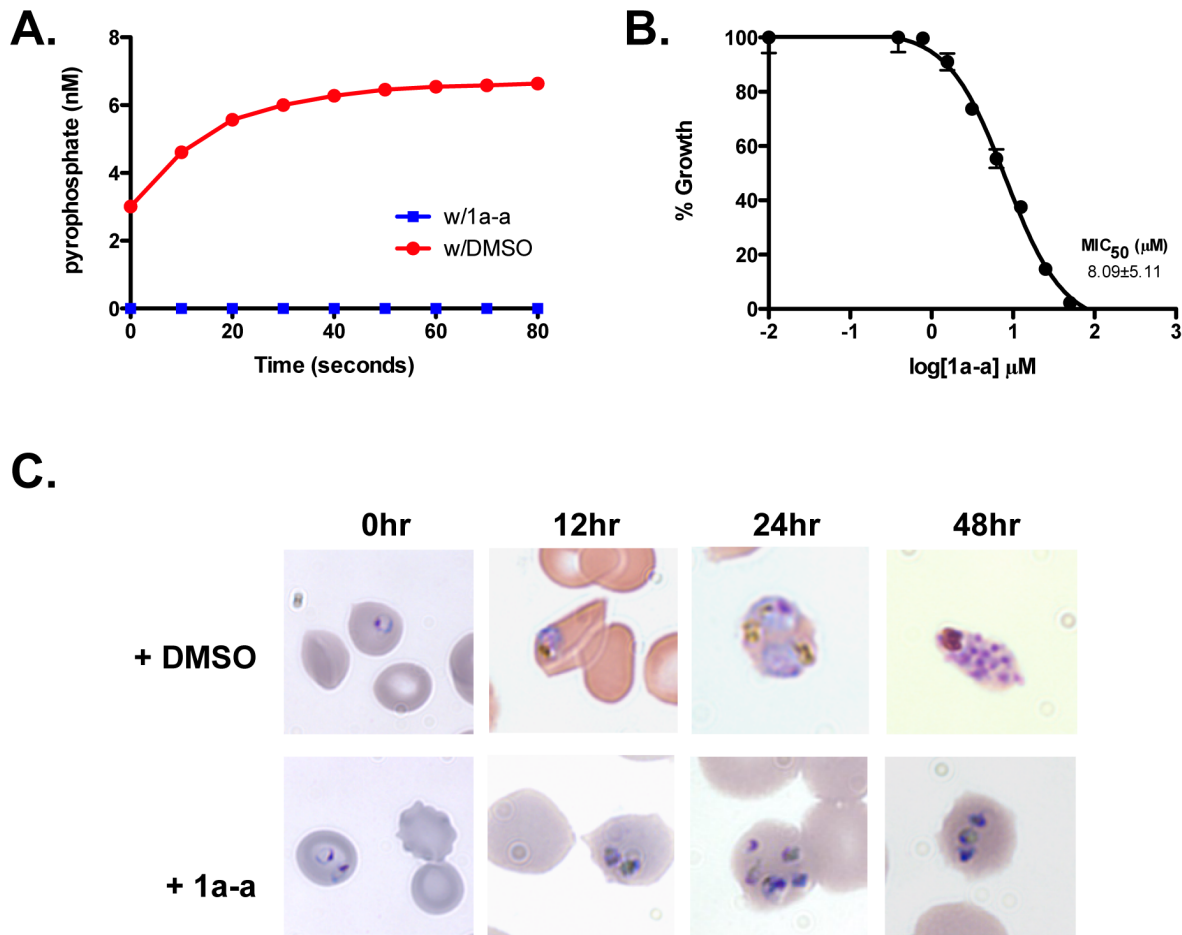 A.
pyrophosphate (nM)
8
6
4
2
0
0 20 40 60 80
Time (seconds)
w/1a-a
w/DMSO
B.
% Growth
100
80
60
40
20
0
-2 -1 0 1 2 3
log[1a-a] μM
MIC50 (μM)
8.09±5.11
C.
0hr 12hr 24hr 48hr
+ DMSO
+ 1a-a